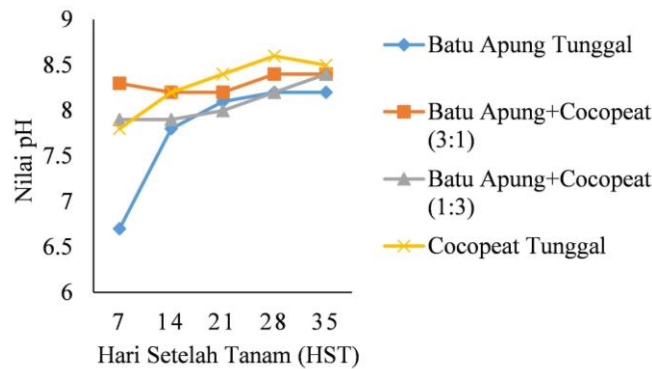 9
8.5
8
7.5
7
6.5
6
Nilai pH
7 14 21 28 35
Hari Setelah Tanam (HST)
Batu Apung Tunggal
Batu Apung+Cocopeat
(3:1)
Batu Apung+Cocopeat
(1:3)
Cocopeat Tunggal